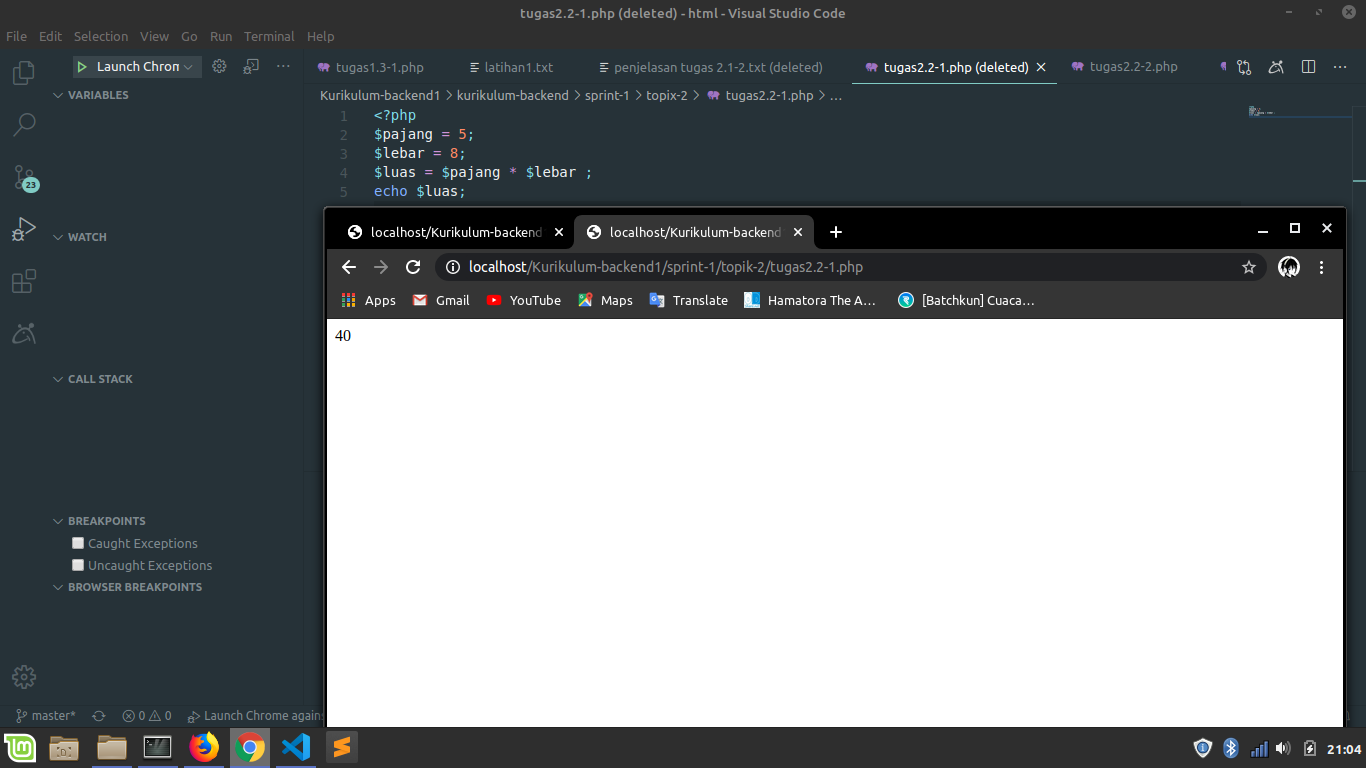 tugas2.2-1.php (deleted) - html - Visual Studio Code
File Edit Selection View Go Run Terminal Help
Launch Chrom
tugas1.3-1.php
latihan1.txt
penjelasan tugas 2.1-2.txt (deleted)
tugas2.2-1.php (deleted)
tugas2.2-2.php
VARIABLES
Kurikulum-backend1 > kurikulum-backend > sprint-1 > topix-2 > tugas2.2-1.php > ...
1 <?php
2 $pajang = 5;
3 $lebar = 8;
4 $luas = $pajang * $lebar ;
5 echo $luas;
23
WATCH
CALL STACK
BREAKPOINTS
Caught Exceptions
Uncaught Exceptions
BROWSER BREAKPOINTS
localhost/Kurikulum-backend
localhost/Kurikulum-backend
localhost/Kurikulum-backend1/sprint-1/topik-2/tugas2.2-1.php
Apps Gmail YouTube Maps Translate Hamatora The A... [Batchkun] Cuaca...
40
master* 0 0 Launch Chrome again
21:04